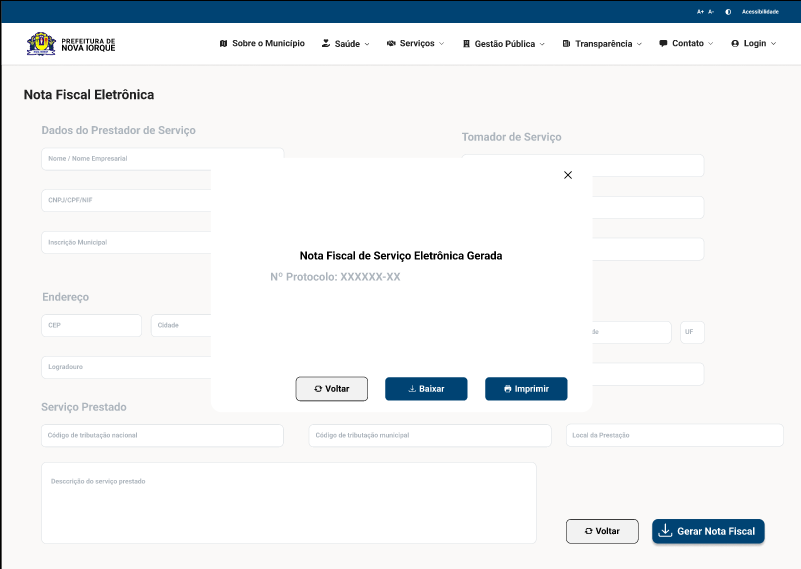 A+ A- Acessibilidade
PREFEITURA DE
NOVA IORQUE
Sobre o Município Saúde Serviços Gestão Pública Transparência Contato Login
Nota Fiscal Eletrônica
Dados do Prestador de Serviço
Tomador de Serviço
Nome / Nome Empresarial
CNPJ/CPF/NIF
Inscrição Municipal
Nota Fiscal de Serviço Eletrônica Gerada
Nº Protocolo: XXXXXX-XX
Endereço
CEP Cidade de UF
Logradouro
Voltar Baixar Imprimir
Serviço Prestado
Código de tributação nacional Código de tributação municipal Local da Prestação
Descrição do serviço prestado
Voltar Gerar Nota Fiscal